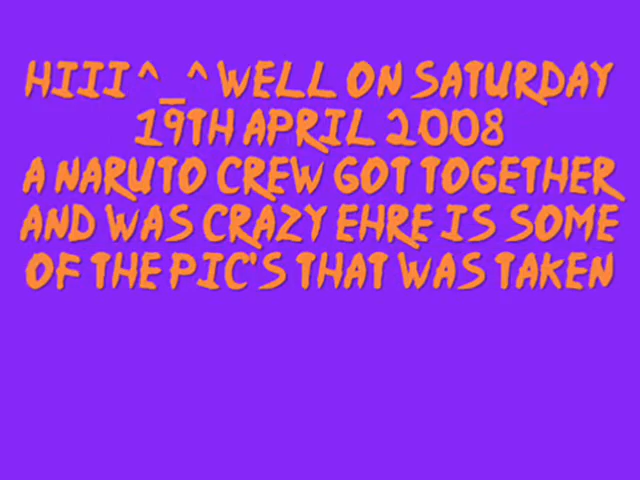 HIII ^_^ WELL ON SATURDAY
19TH APRIL 2008
A NARUTO CREW GOT TOGETHER
AND WAS CRAZY EHRE IS SOME
OF THE PIC'S THAT WAS TAKEN